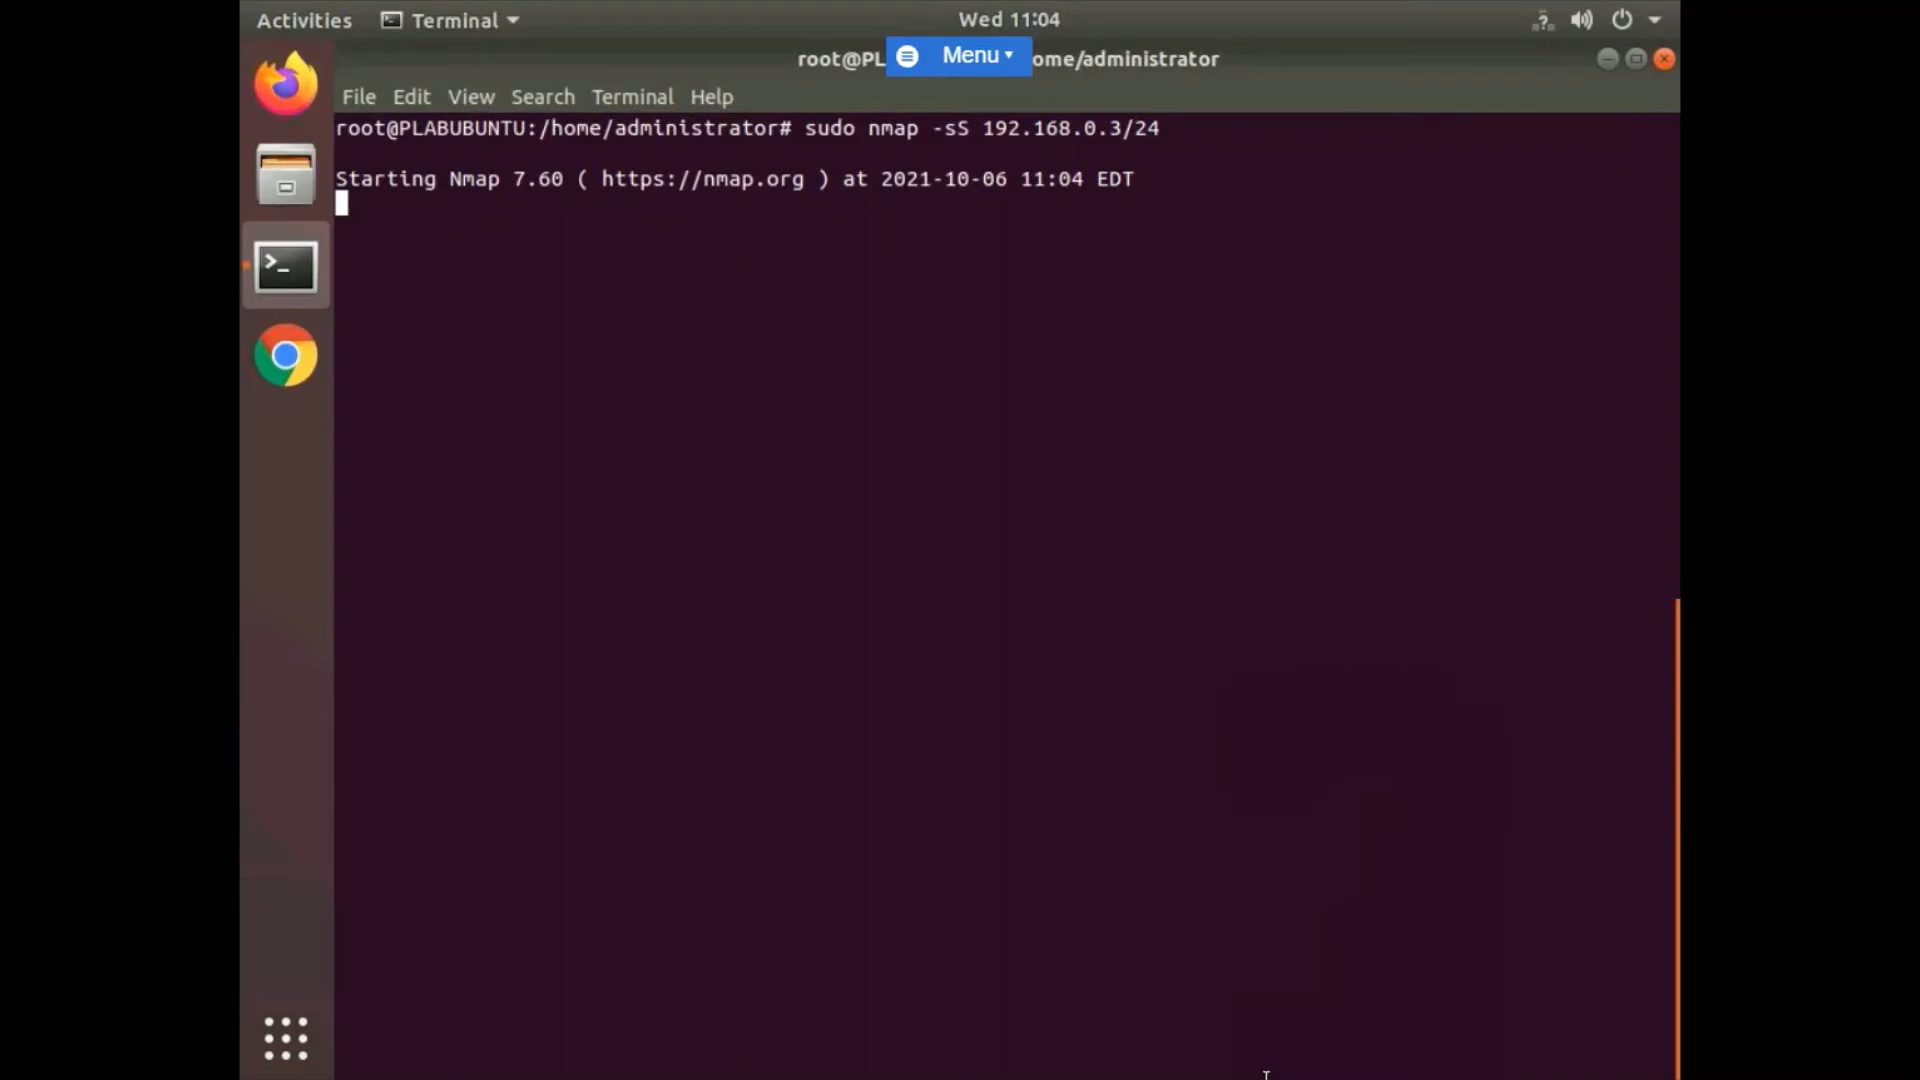 Activities Terminal Wed 11:04
root@PL Menu ome/administrator
File Edit View Search Terminal Help
root@PLABUBUNTU:/home/administrator# sudo nmap -sS 192.168.0.3/24
Starting Nmap 7.60 ( https://nmap.org ) at 2021-10-06 11:04 EDT